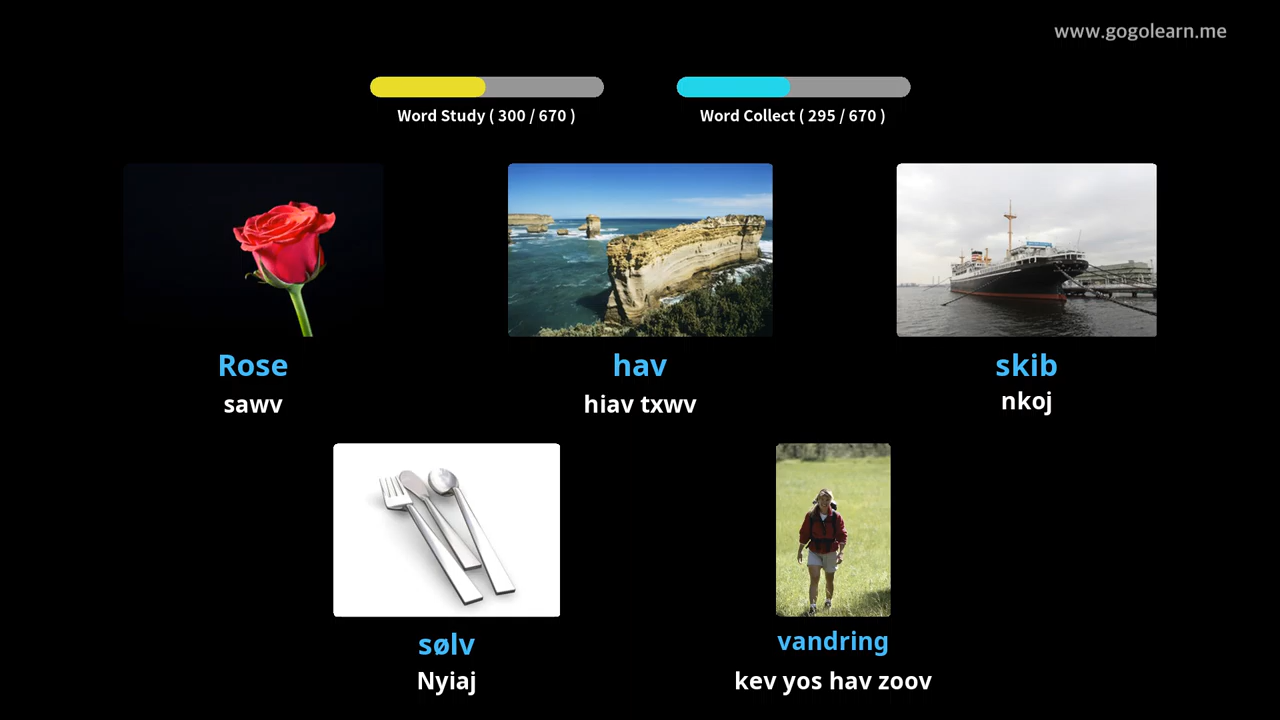 www.gogolearn.me
Word Study ( 300 / 670 )
Word Collect ( 295 / 670 )
Rose
sawv
hav
hiav txwv
skib
nkoj
sølv
Nyiaj
vandring
kev yos hav zoov